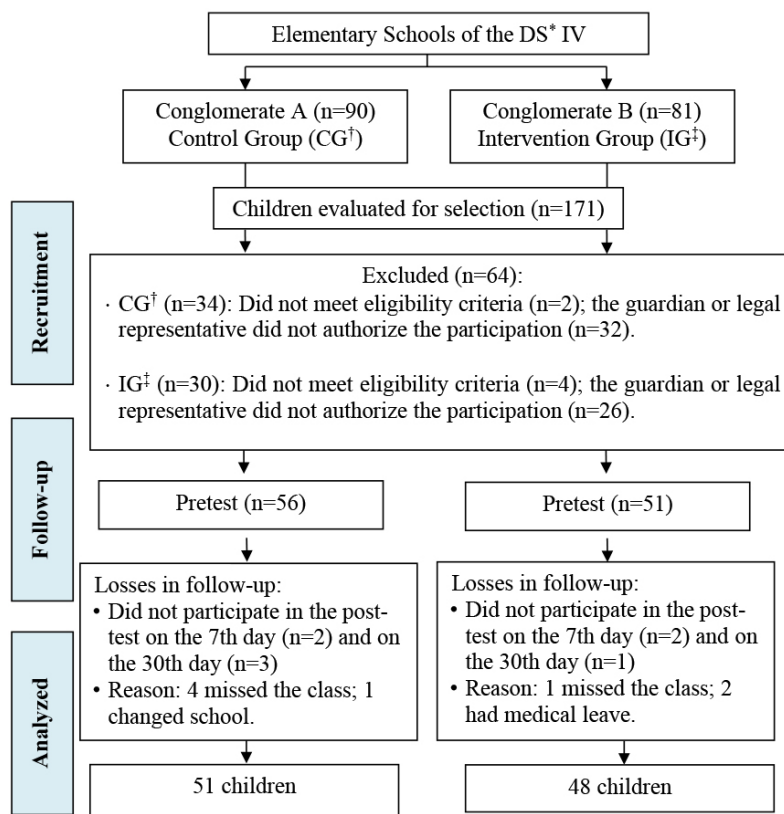 Elementary Schools of the DS* IV
Conglomerate A (n=90)
Control Group (CG†)
Conglomerate B (n=81)
Intervention Group (IG‡)
Children evaluated for selection (n=171)
Recruitment
Excluded (n=64):
· CG† (n=34): Did not meet eligibility criteria (n=2); the guardian or legal
representative did not authorize the participation (n=32).
· IG‡ (n=30): Did not meet eligibility criteria (n=4); the guardian or legal
representative did not authorize the participation (n=26).
Follow-up
Pretest (n=56)
Pretest (n=51)
Losses in follow-up:
• Did not participate in the post-
test on the 7th day (n=2) and on
the 30th day (n=3)
• Reason: 4 missed the class; 1
changed school.
Losses in follow-up:
• Did not participate in the post-
test on the 7th day (n=2) and on
the 30th day (n=1)
• Reason: 1 missed the class; 2
had medical leave.
Analyzed
51 children
48 children